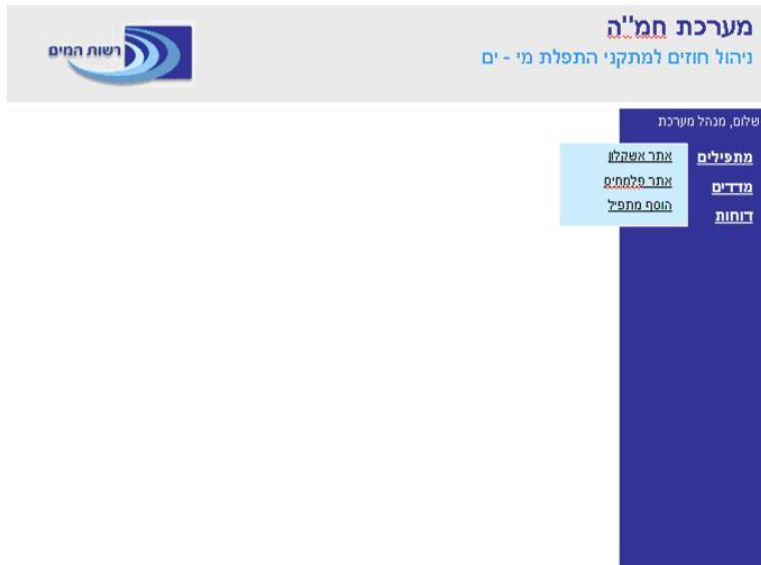 מערכת חמ''ה
ניהול חוזים למתקני התפלת מי - ים
רשות המים
שלום, מנהל מערכת
מתפילים
מדדים
דוחות
אתר אשקלון
אתר פלמחים
הוסף מתפיל